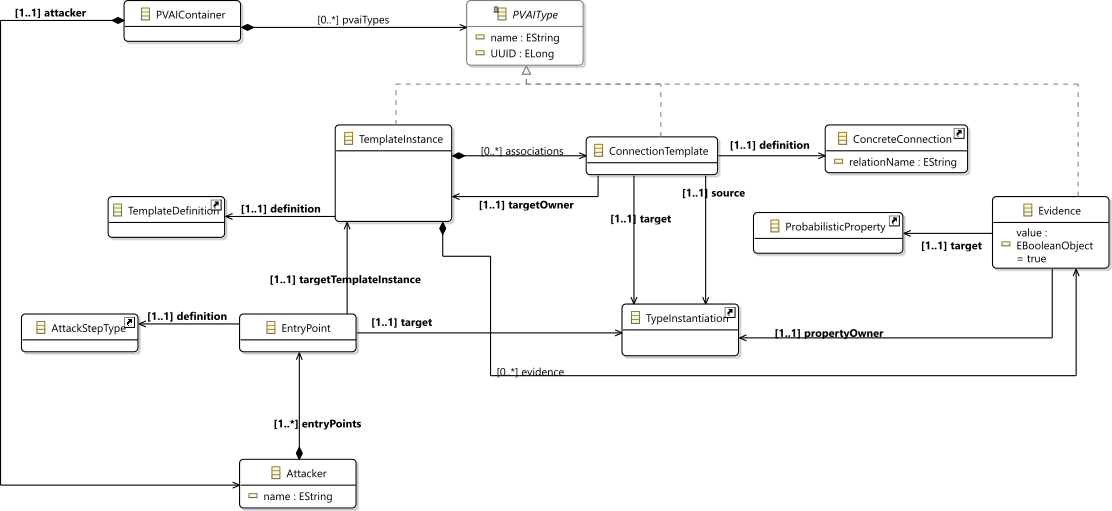 [1..1] attacker
PVAIContainer
[0..*] pvaiTypes
PVAIType
name : EString
UUID : ELong
TemplateInstance
[0..*] associations
ConnectionTemplate
[1..1] definition
ConcreteConnection
relationName : EString
TemplateDefinition
[1..1] definition
[1..1] targetOwner
[1..1] source
[1..1] target
ProbabilisticProperty
[1..1] target
Evidence
value :
EBooleanObject
= true
[1..1] targetTemplateInstance
AttackStepType
[1..1] definition
EntryPoint
[1..1] target
TypeInstantiation
[1..1] propertyOwner
[0..*] evidence
[1..*] entryPoints
Attacker
name : EString